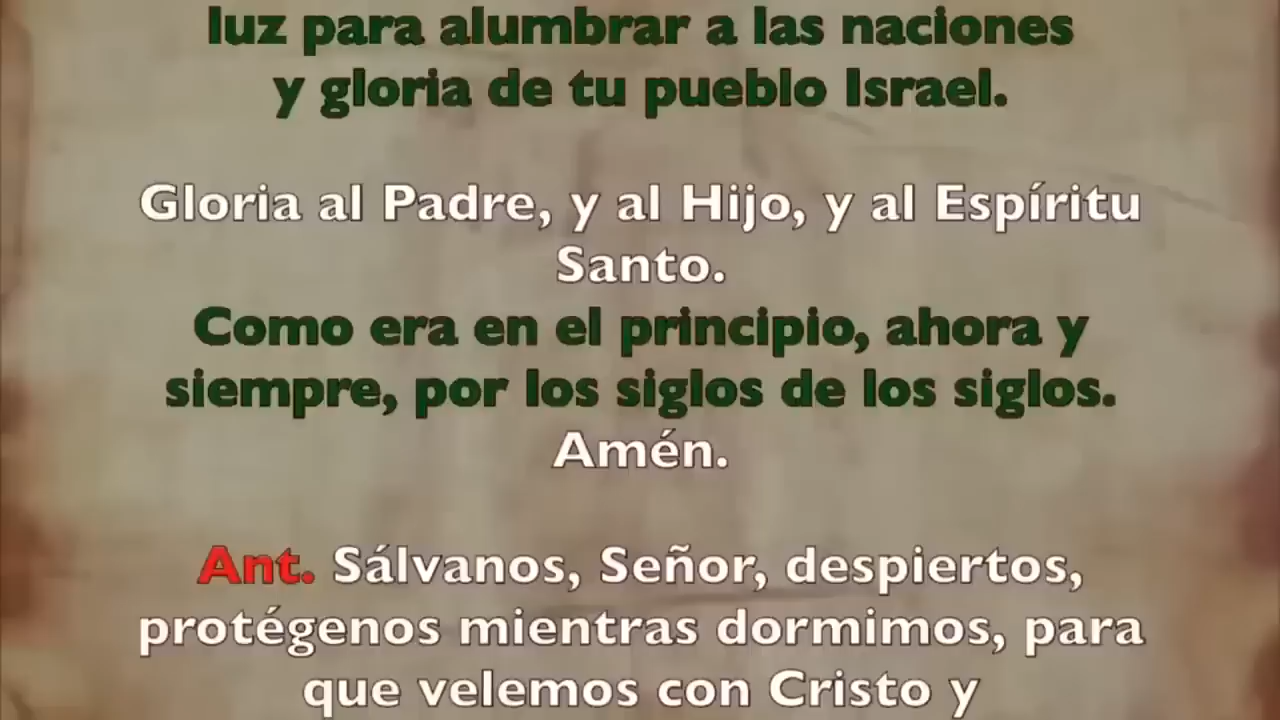 luz para alumbrar a las naciones
y gloria de tu pueblo Israel.
Gloria al Padre, y al Hijo, y al Espíritu
Santo.
Como era en el principio, ahora y
siempre, por los siglos de los siglos.
Amén.
Ant. Sálvanos, Señor, despiertos,
protégenos mientras dormimos, para
que velemos con Cristo y